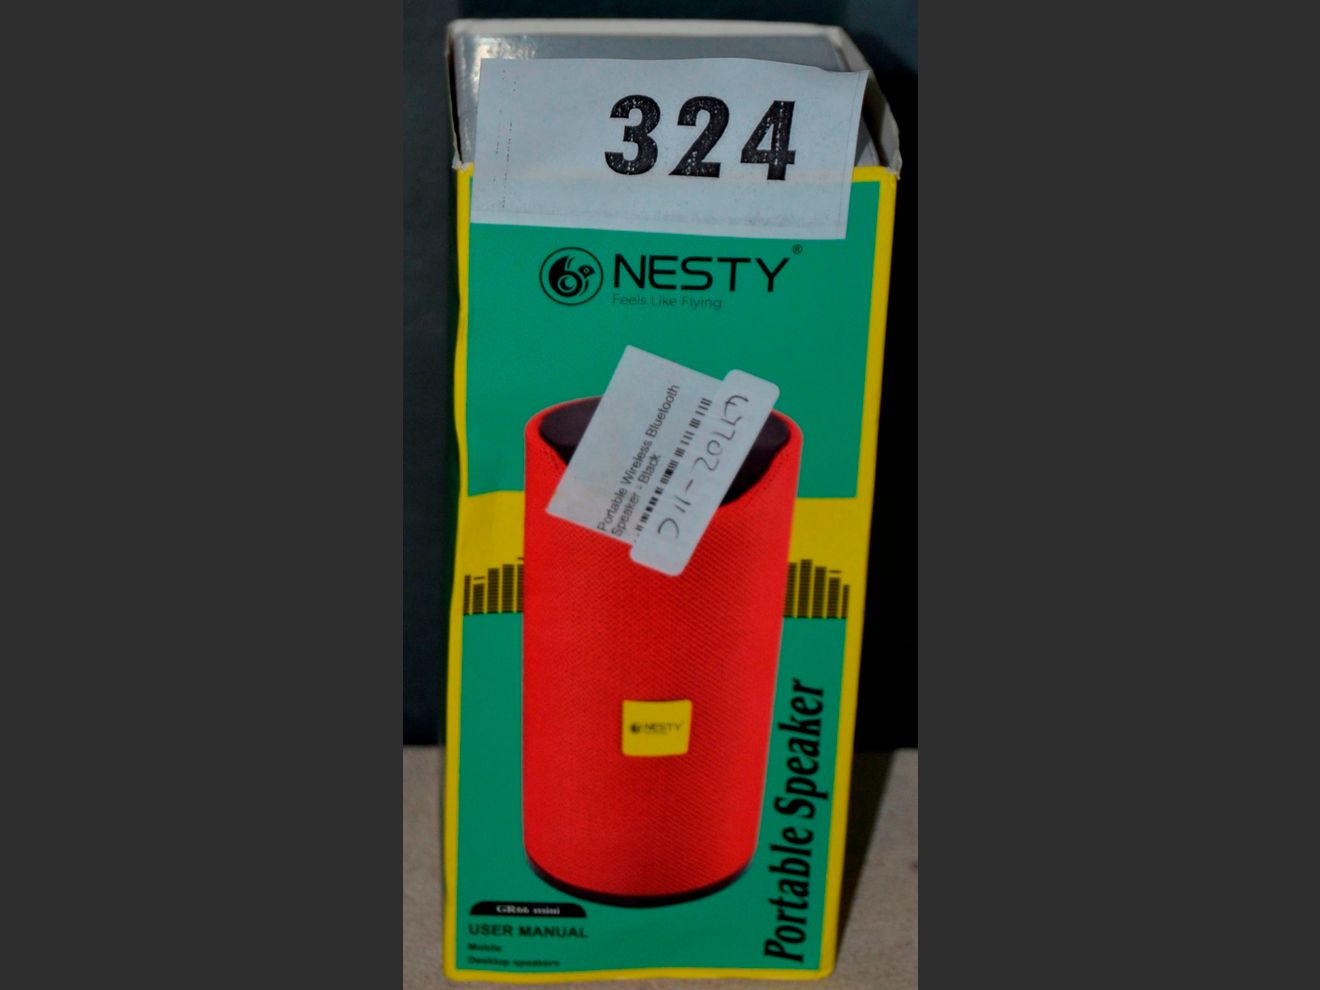 324
NESTY®
Feels Like Flying
Portable Wireless Bluetooth
Speaker - Black
NESTY
Portable Speaker
GR66 mini
USER MANUAL
Mobile
Desktop speakers